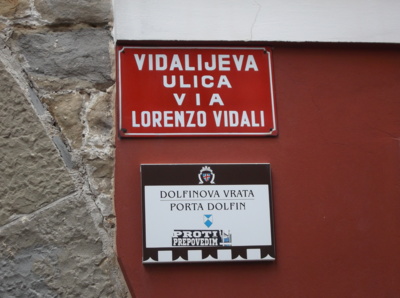 VIDALIJEVA
ULICA
VIA
LORENZO VIDALI
DOLFINOVA VRATA
PORTA DOLFIN
PROTI
PREPOVEDIM